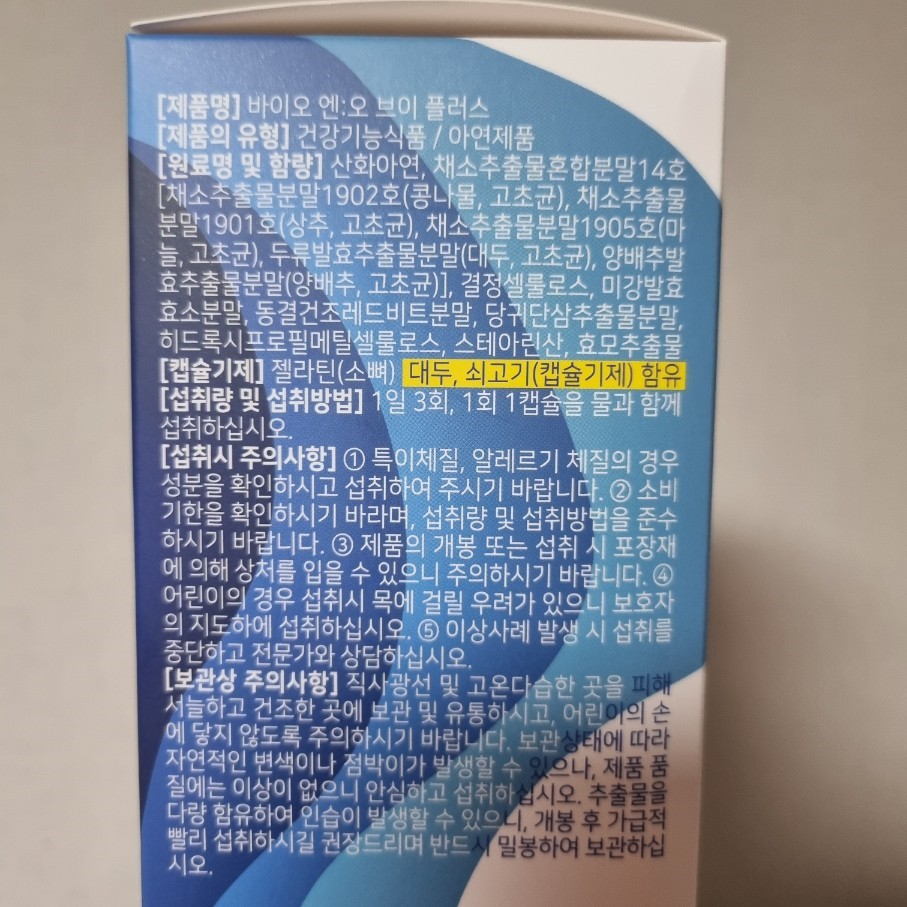 [제품명] 바이오 엔:오 브이 플러스
[제품의 유형] 건강기능식품 / 아연제품
[원료명 및 함량] 산화아연, 채소추출물혼합분말14호
[채소추출물분말1902호(콩나물, 고초균), 채소추출물
분말1901호(상추, 고초균), 채소추출물분말1905호(마
늘, 고초균), 두류발효추출물분말(대두, 고초균), 양배추발
효추출물분말(양배추, 고초균)], 결정셀룰로스, 미강발효
효소분말, 동결건조레드비트분말, 당귀단삼추출물분말,
히드록시프로필메틸셀룰로스, 스테아린산, 효모추출물
[캡슐기제] 젤라틴(소뼈) 대두, 쇠고기(캡슐기제) 함유
[섭취량 및 섭취방법] 1일 3회, 1회 1캡슐을 물과 함께
섭취하십시오.
[섭취시 주의사항] ① 특이체질, 알레르기 체질의 경우
성분을 확인하시고 섭취하여 주시기 바랍니다. ② 소비
기한을 확인하시기 바라며, 섭취량 및 섭취방법을 준수
하시기 바랍니다. ③ 제품의 개봉 또는 섭취 시 포장재
에 의해 상처를 입을 수 있으니 주의하시기 바랍니다. ④
어린이의 경우 섭취시 목에 걸릴 우려가 있으니 보호자
의 지도하에 섭취하십시오. ⑤ 이상사례 발생 시 섭취를
중단하고 전문가와 상담하십시오.
[보관상 주의사항] 직사광선 및 고온다습한 곳을 피해
서늘하고 건조한 곳에 보관 및 유통하시고, 어린이의 손
에 닿지 않도록 주의하시기 바랍니다. 보관상태에 따라
자연적인 변색이나 점박이가 발생할 수 있으나, 제품 품
질에는 이상이 없으니 안심하고 섭취하십시오. 추출물을
다량 함유하여 인습이 발생할 수 있으니, 개봉 후 가급적
빨리 섭취하시길 권장드리며 반드시 밀봉하여 보관하십
시오.